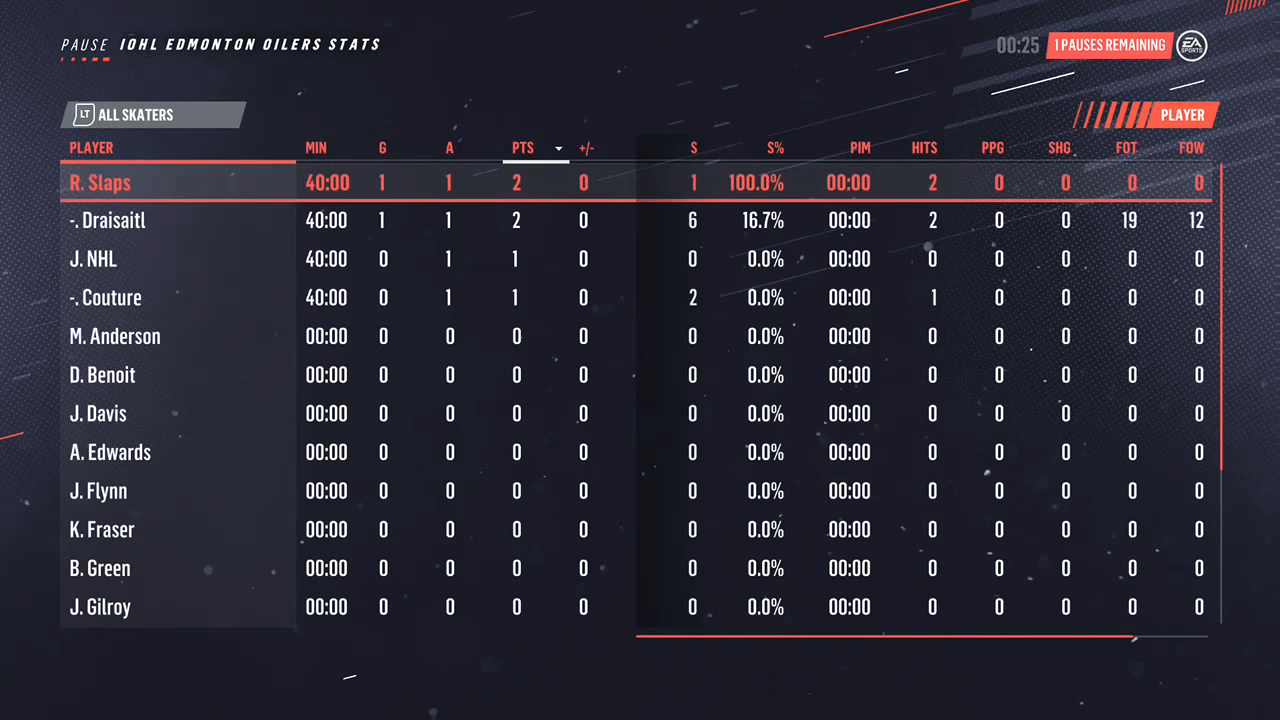 PAUSE IOHL EDMONTON OILERS STATS
00:25 1 PAUSES REMAINING EA SPORTS
LT ALL SKATERS
PLAYER
PLAYER MIN G A PTS +/- S S% PIM HITS PPG SHG FOT FOW
R. Slaps 40:00 1 1 2 0 1 100.0% 00:00 2 0 0 0 0
-. Draisaitl 40:00 1 1 2 0 6 16.7% 00:00 2 0 0 19 12
J. NHL 40:00 0 1 1 0 0 0.0% 00:00 0 0 0 0 0
-. Couture 40:00 0 1 1 0 2 0.0% 00:00 1 0 0 0 0
M. Anderson 00:00 0 0 0 0 0 0.0% 00:00 0 0 0 0 0
D. Benoit 00:00 0 0 0 0 0 0.0% 00:00 0 0 0 0 0
J. Davis 00:00 0 0 0 0 0 0.0% 00:00 0 0 0 0 0
A. Edwards 00:00 0 0 0 0 0 0.0% 00:00 0 0 0 0 0
J. Flynn 00:00 0 0 0 0 0 0.0% 00:00 0 0 0 0 0
K. Fraser 00:00 0 0 0 0 0 0.0% 00:00 0 0 0 0 0
B. Green 00:00 0 0 0 0 0 0.0% 00:00 0 0 0 0 0
J. Gilroy 00:00 0 0 0 0 0 0.0% 00:00 0 0 0 0 0